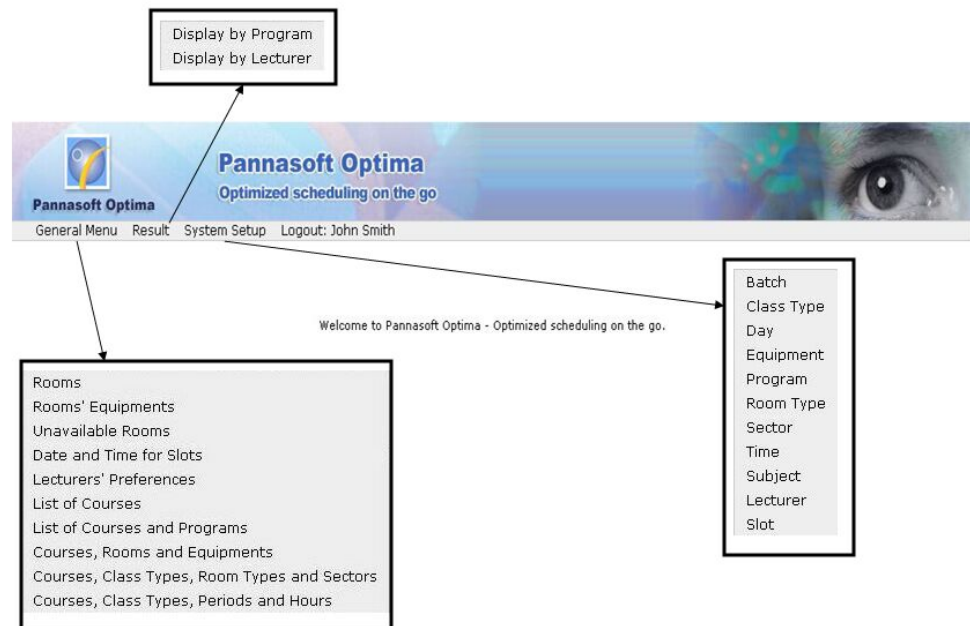 Display by Program
Display by Lecturer
Pannasoft Optima
Optimized scheduling on the go
Pannasoft Optima
General Menu Result System Setup Logout: John Smith
Welcome to Pannasoft Optima - Optimized scheduling on the go.
Rooms
Rooms' Equipments
Unavailable Rooms
Date and Time for Slots
Lecturers' Preferences
List of Courses
List of Courses and Programs
Courses, Rooms and Equipments
Courses, Class Types, Room Types and Sectors
Courses, Class Types, Periods and Hours
Batch
Class Type
Day
Equipment
Program
Room Type
Sector
Time
Subject
Lecturer
Slot